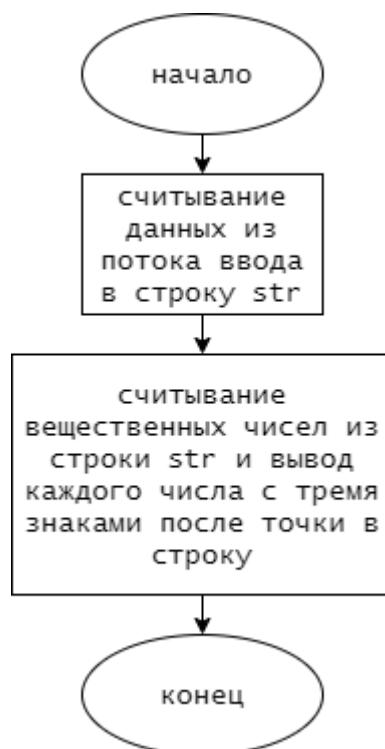 начало
считывание
данных из
потока ввода
в строку str
считывание
вещественных чисел из
строки str и вывод
каждого числа с тремя
знаками после точки в
строку
конец